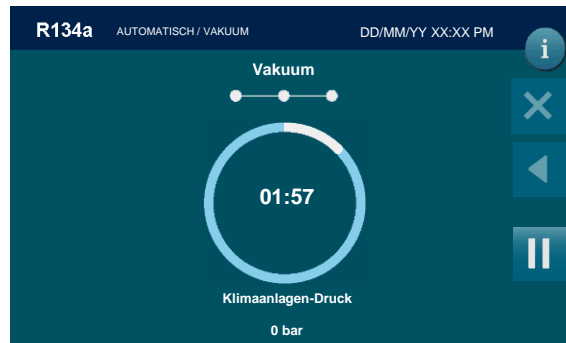 R134a AUTOMATISCH / VAKUUM DD/MM/YY XX:XX PM
i
Vakuum
01:57
Klimaanlagen-Druck
0 bar